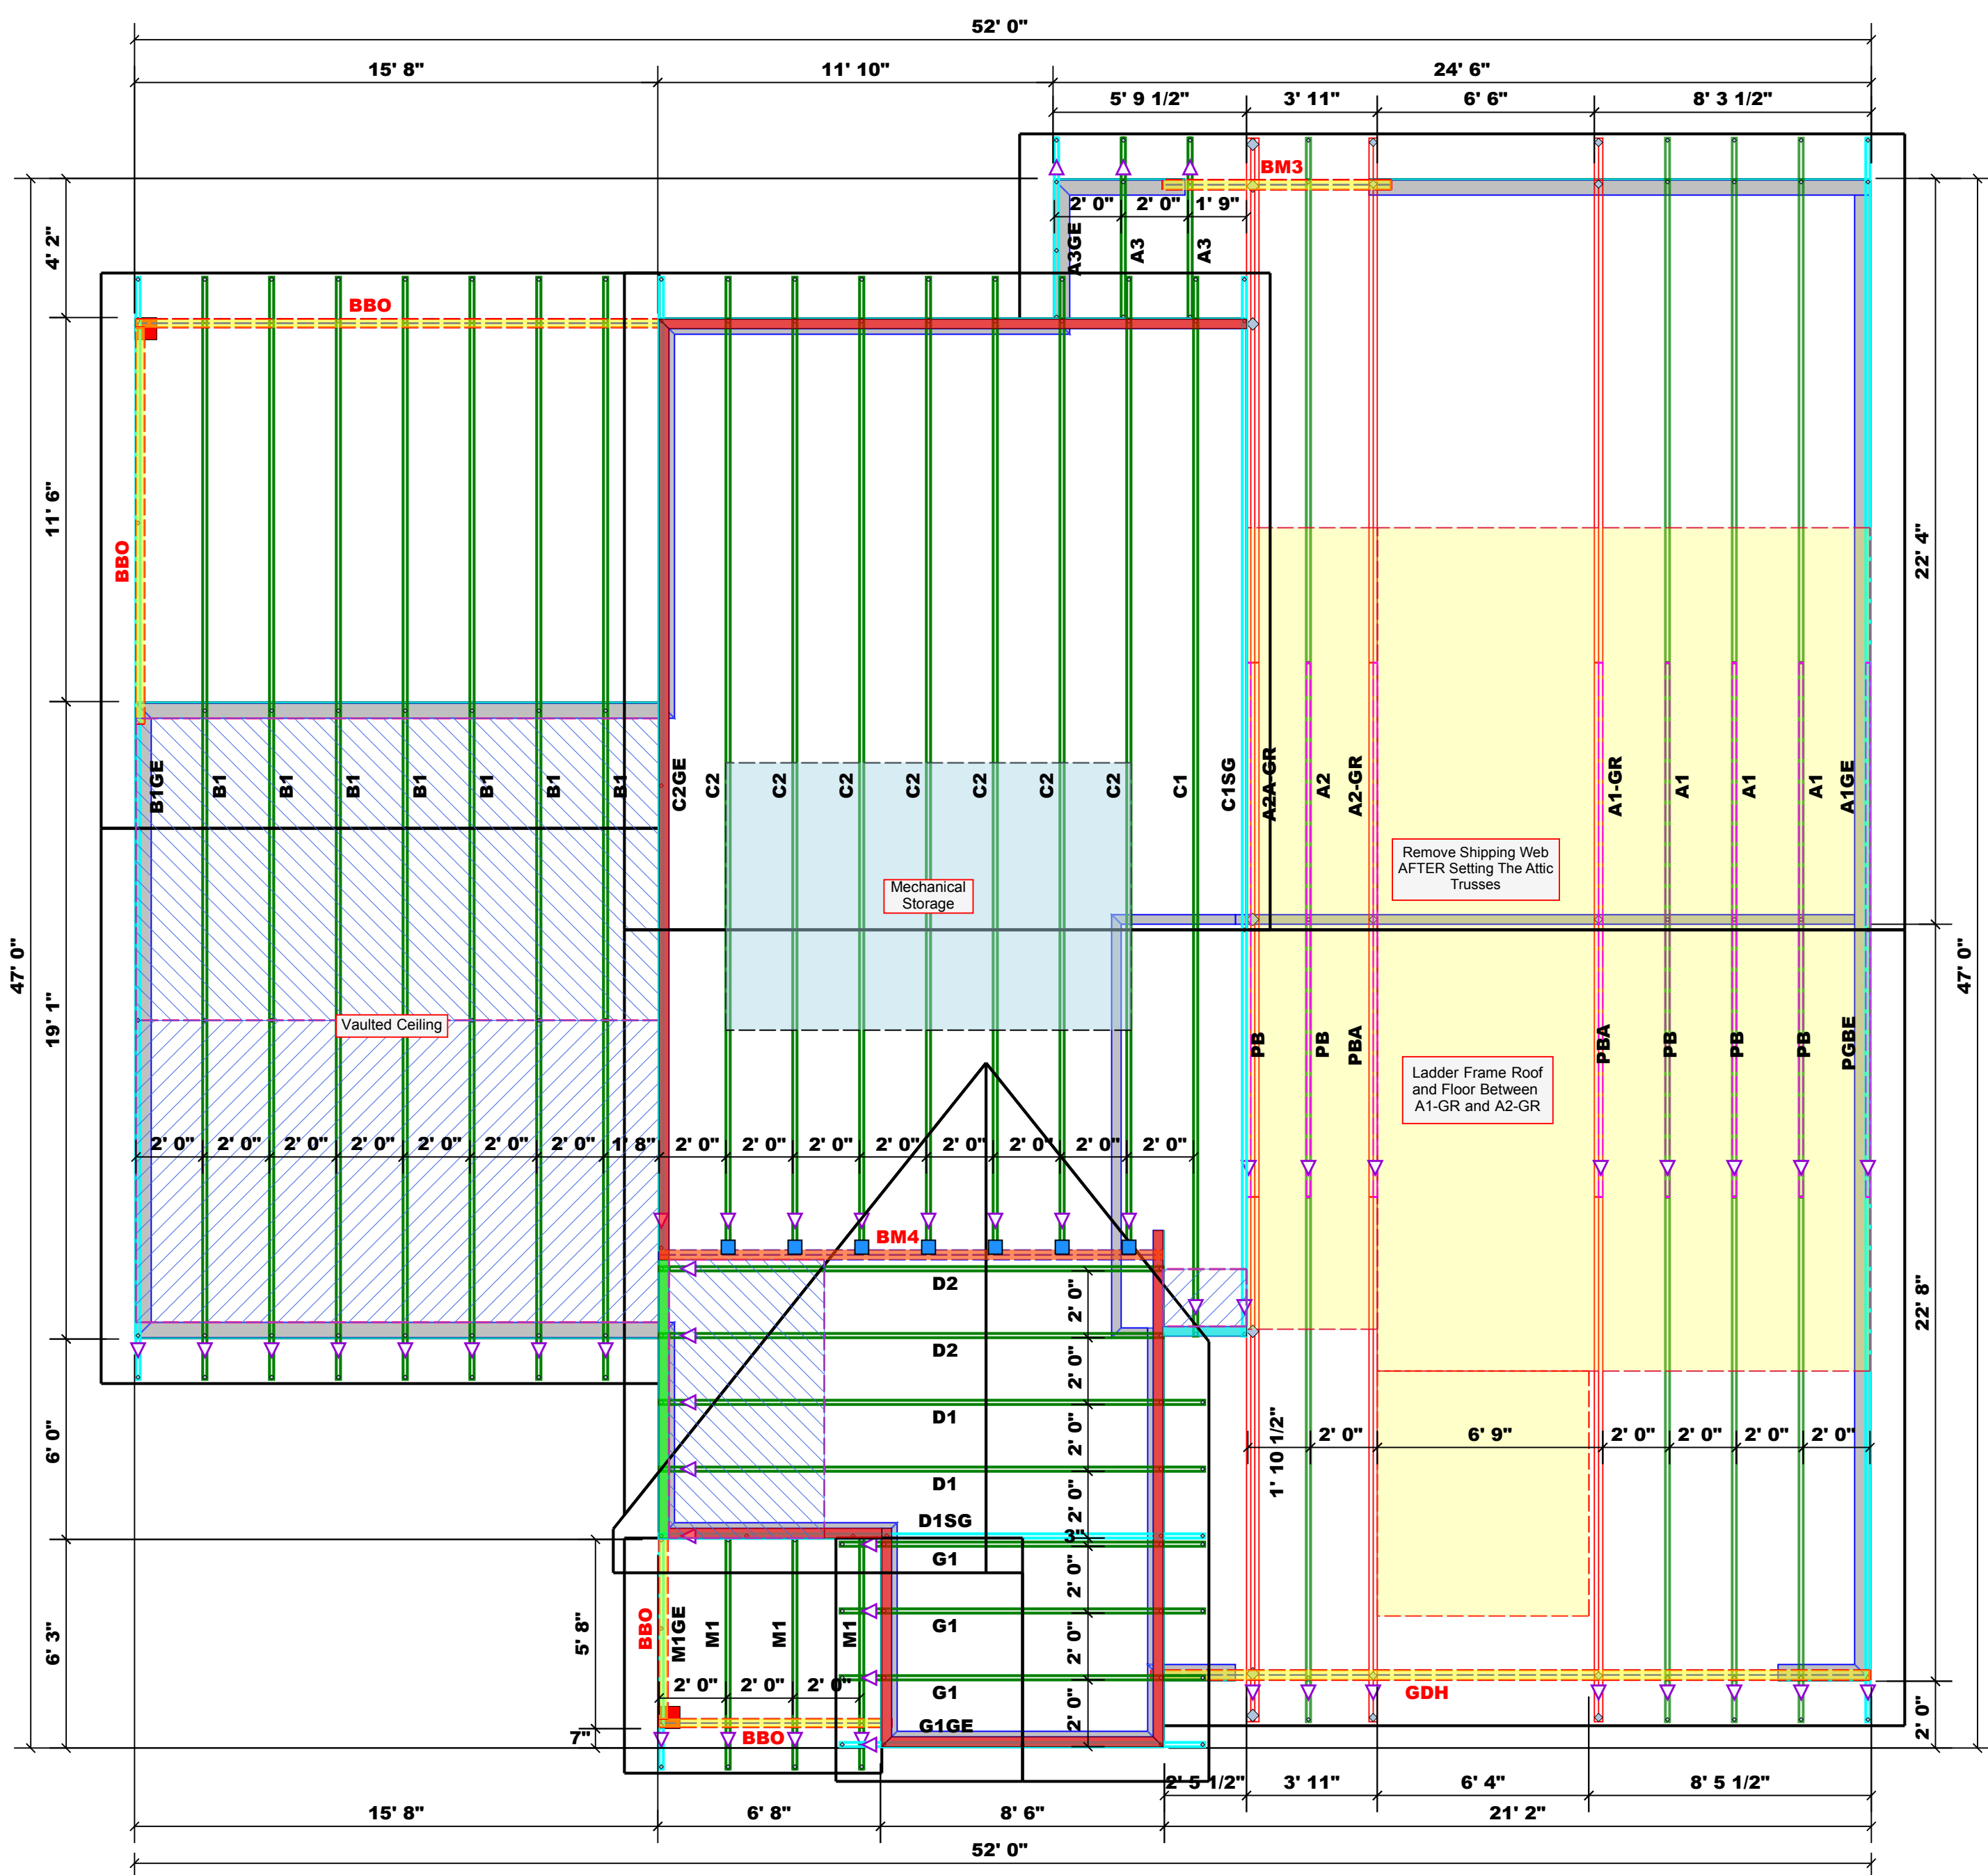 52' 0"
15' 8"
11' 10"
24' 6"
5' 9 1/2"
3' 11"
6' 6"
8' 3 1/2"
BM3
2' 0"
2' 0"
1' 9"
A3GE
A3
A3
4' 2"
BBO
11' 6"
BBO
22' 4"
B1GE
B1
B1
B1
B1
B1
B1
B1
C2GE
C2
C2
C2
C2
C2
C2
C2
C1
C1SG
A2A-GR
A2
A2-GR
A1-GR
A1
A1
A1
A1GE
Remove Shipping Web
AFTER Setting The Attic
Trusses
Mechanical
Storage
47' 0"
47' 0"
19' 1"
Vaulted Ceiling
PB
PB
PBA
PBA
PB
PB
PB
PGBE
Ladder Frame Roof
and Floor Between
A1-GR and A2-GR
2' 0"
2' 0"
2' 0"
2' 0"
2' 0"
2' 0"
2' 0"
1' 8"
2' 0"
2' 0"
2' 0"
2' 0"
2' 0"
2' 0"
2' 0"
2' 0"
BM4
D2
2' 0"
22' 8"
D2
2' 0"
D1
2' 0"
6' 0"
1' 10 1/2"
2' 0"
6' 9"
2' 0"
2' 0"
2' 0"
2' 0"
D1
2' 0"
D1SG
3"
G1
2' 0"
6' 3"
5' 8"
BBO
M1GE
M1
M1
M1
G1
2' 0"
2' 0"
2' 0"
2' 0"
G1
GDH
2' 0"
2' 0"
G1GE
7"
BBO
2' 5 1/2"
3' 11"
6' 4"
8' 5 1/2"
15' 8"
6' 8"
8' 6"
21' 2"
52' 0"